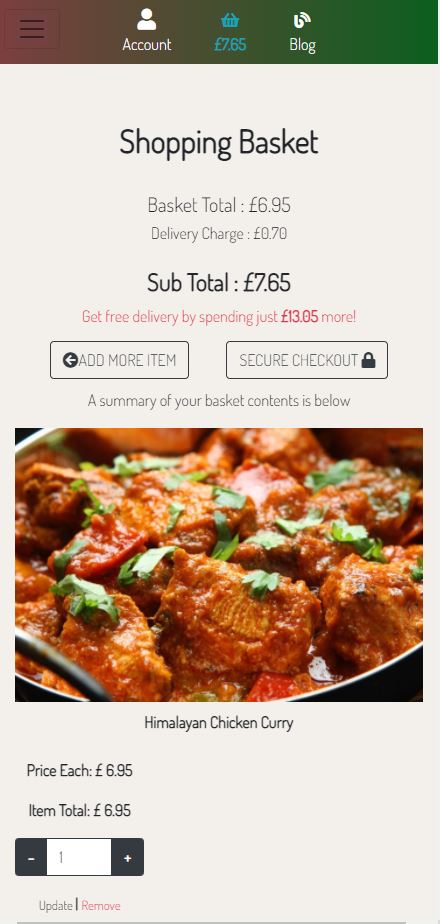 Account
£7.65
Blog
Shopping Basket
Basket Total : £6.95
Delivery Charge : £0.70
Sub Total : £7.65
Get free delivery by spending just £13.05 more!
ADD MORE ITEM
SECURE CHECKOUT
A summary of your basket contents is below
Himalayan Chicken Curry
Price Each: £ 6.95
Item Total: £ 6.95
- 1 +
Update | Remove